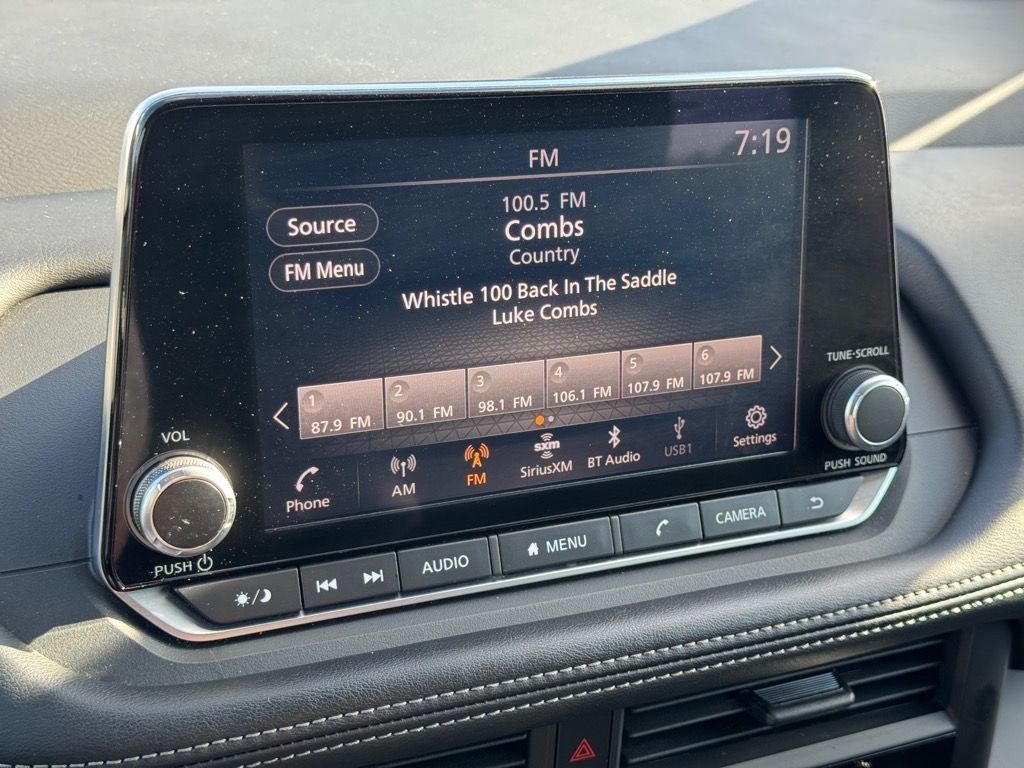 FM
7:19
Source
FM Menu
100.5 FM
Combs
Country
Whistle 100 Back In The Saddle
Luke Combs
1 87.9 FM
2 90.1 FM
3 98.1 FM
4 106.1 FM
5 107.9 FM
6 107.9 FM
Phone
AM
FM
sxm
SiriusXM
BT Audio
USB1
Settings
VOL
PUSH
TUNE·SCROLL
PUSH SOUND
AUDIO
MENU
CAMERA